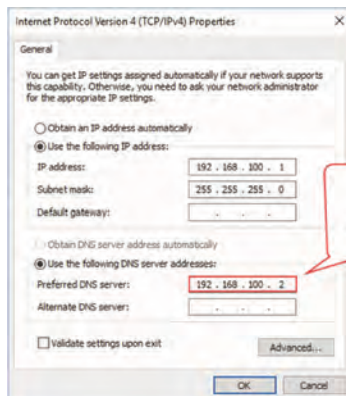 Internet Protocol Version 4 (TCP/IPv4) Properties
General
You can get IP settings assigned automatically if your network supports
this capability. Otherwise, you need to ask your network administrator
for the appropriate IP settings.
Obtain an IP address automatically
Use the following IP address:
IP address: 192 . 168 . 100 . 1
Subnet mask: 255 . 255 . 255 . 0
Default gateway: . . .
Obtain DNS server address automatically
Use the following DNS server addresses:
Preferred DNS server: 192 . 168 . 100 . 2
Alternate DNS server: . . .
Validate settings upon exit
Advanced...
OK Cancel